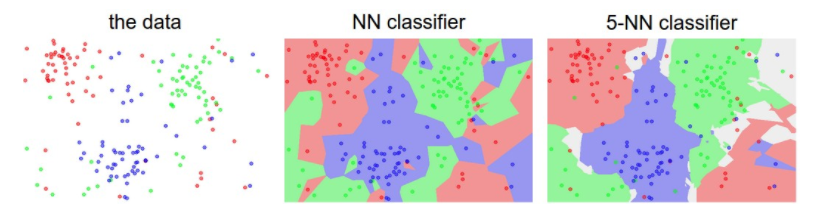 the data
NN classifier
5-NN classifier